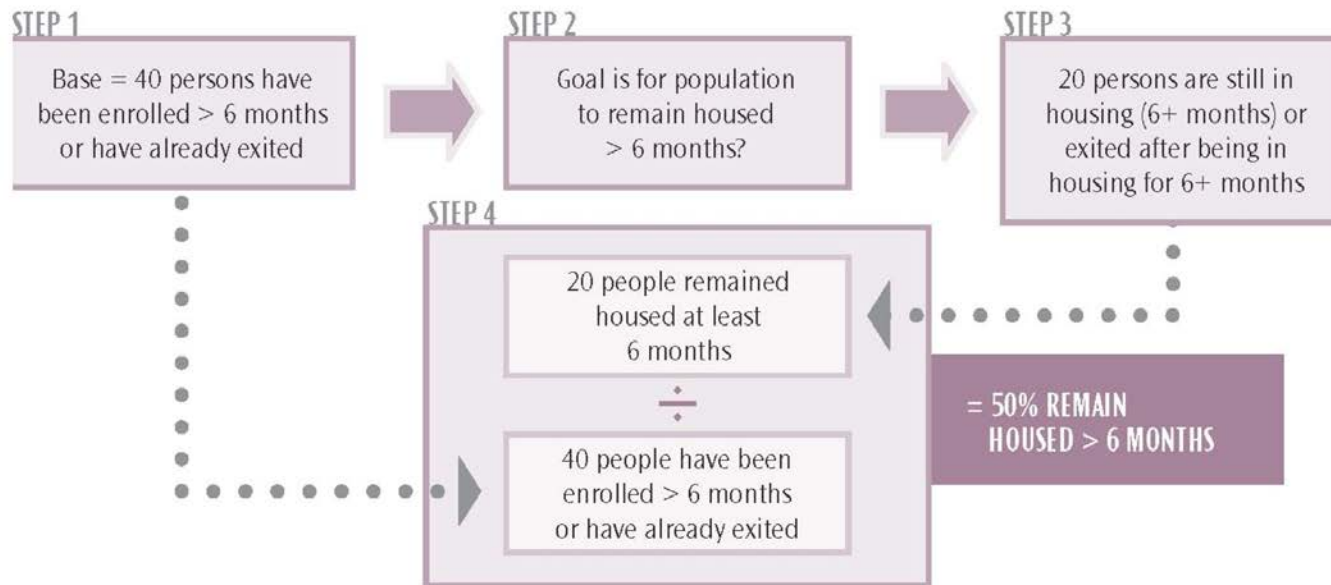 STEP 1
Base = 40 persons have
been enrolled > 6 months
or have already exited
STEP 2
Goal is for population
to remain housed
> 6 months?
STEP 3
20 persons are still in
housing (6+ months) or
exited after being in
housing for 6+ months
STEP 4
20 people remained
housed at least
6 months
÷
40 people have been
enrolled > 6 months
or have already exited
= 50% REMAIN
HOUSED > 6 MONTHS